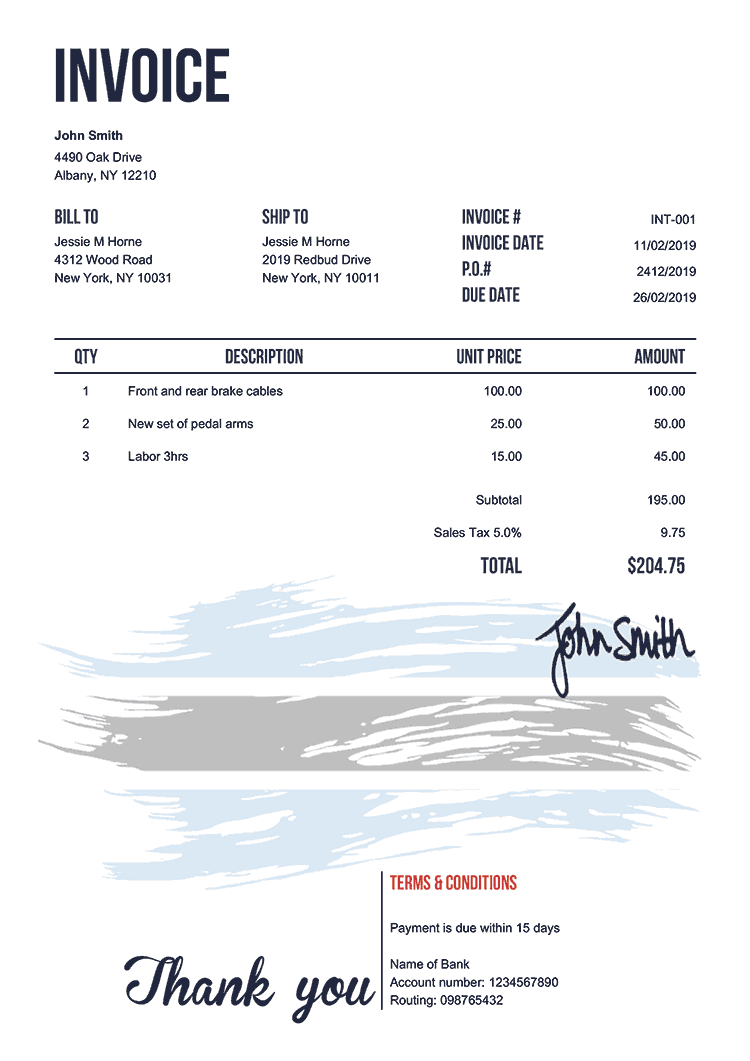 INVOICE
John Smith
4490 Oak Drive
Albany, NY 12210
BILL TO
Jessie M Horne
4312 Wood Road
New York, NY 10031
SHIP TO
Jessie M Horne
2019 Redbud Drive
New York, NY 10011
INVOICE # INT-001
INVOICE DATE 11/02/2019
P.O.# 2412/2019
DUE DATE 26/02/2019
QTY DESCRIPTION UNIT PRICE AMOUNT
1 Front and rear brake cables 100.00 100.00
2 New set of pedal arms 25.00 50.00
3 Labor 3hrs 15.00 45.00
Subtotal 195.00
Sales Tax 5.0% 9.75
TOTAL $204.75
John Smith
TERMS & CONDITIONS
Payment is due within 15 days
Name of Bank
Account number: 1234567890
Routing: 098765432
Thank you